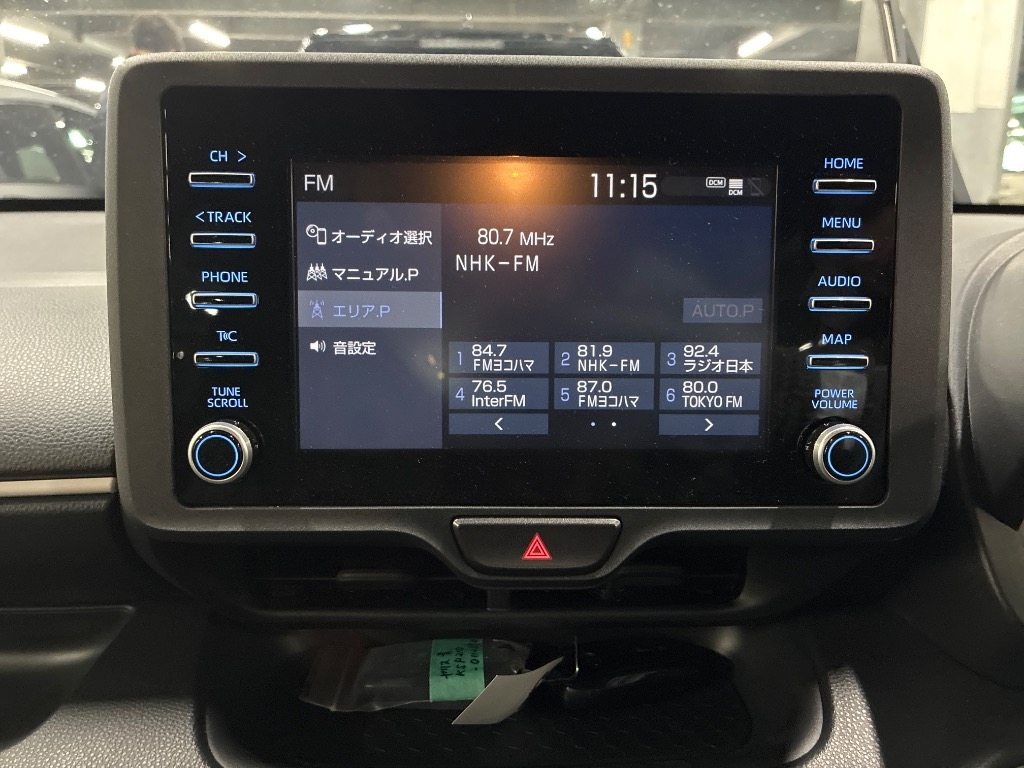 CH >
<TRACK
PHONE
T@C
TUNE
SCROLL
FM
11:15
DCM
DCM
オーディオ選択
マニュアル.P
エリア.P
音設定
80.7 MHz
NHK-FM
AUTO.P
1 84.7 FMヨコハマ
2 81.9 NHK-FM
3 92.4 ラジオ日本
4 76.5 InterFM
5 87.0 FMヨコハマ
6 80.0 TOKYO FM
<
>
HOME
MENU
AUDIO
MAP
POWER
VOLUME
KSP210